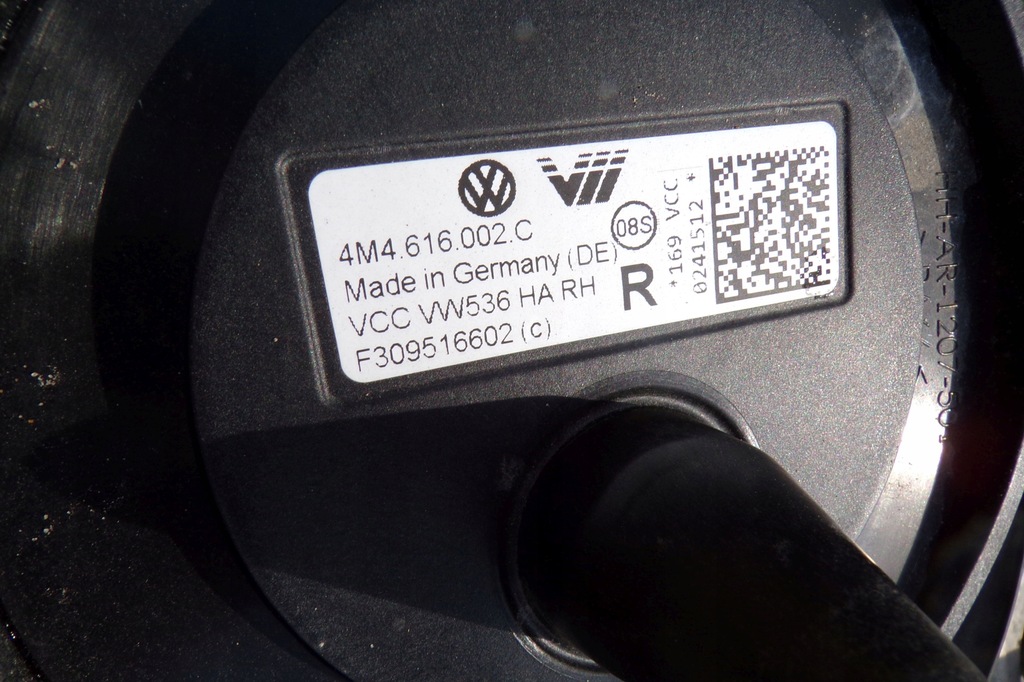 4M4.616.002.C
Made in Germany (DE)
VCC VW536 HA RH
F309516602 (c)
08S
R
*169 VCC
0241512 *